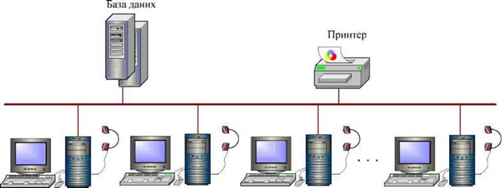 База даних
Принтер
. . .